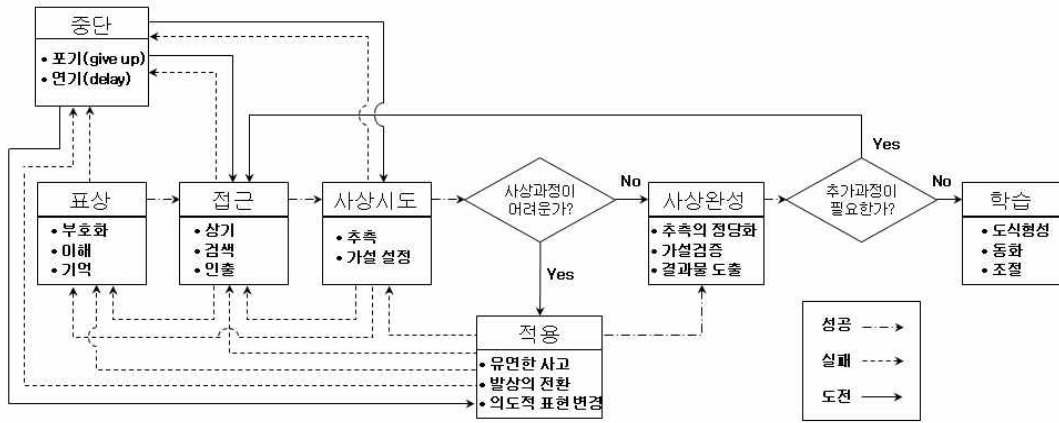 중단
• 포기(give up)
• 연기(delay)
Yes
표상
• 부호화
• 이해
• 기억
접근
• 상기
• 검색
• 인출
사상시도
• 추측
• 가설 설정
사상과정이
어려운가?
No
Yes
사상완성
• 추측의 정당화
• 가설검증
• 결과물 도출
추가과정이
필요한가?
No
학습
• 도식형성
• 동화
• 조절
적용
• 유연한 사고
• 발상의 전환
• 의도적 표현 변경
성공
실패
도전